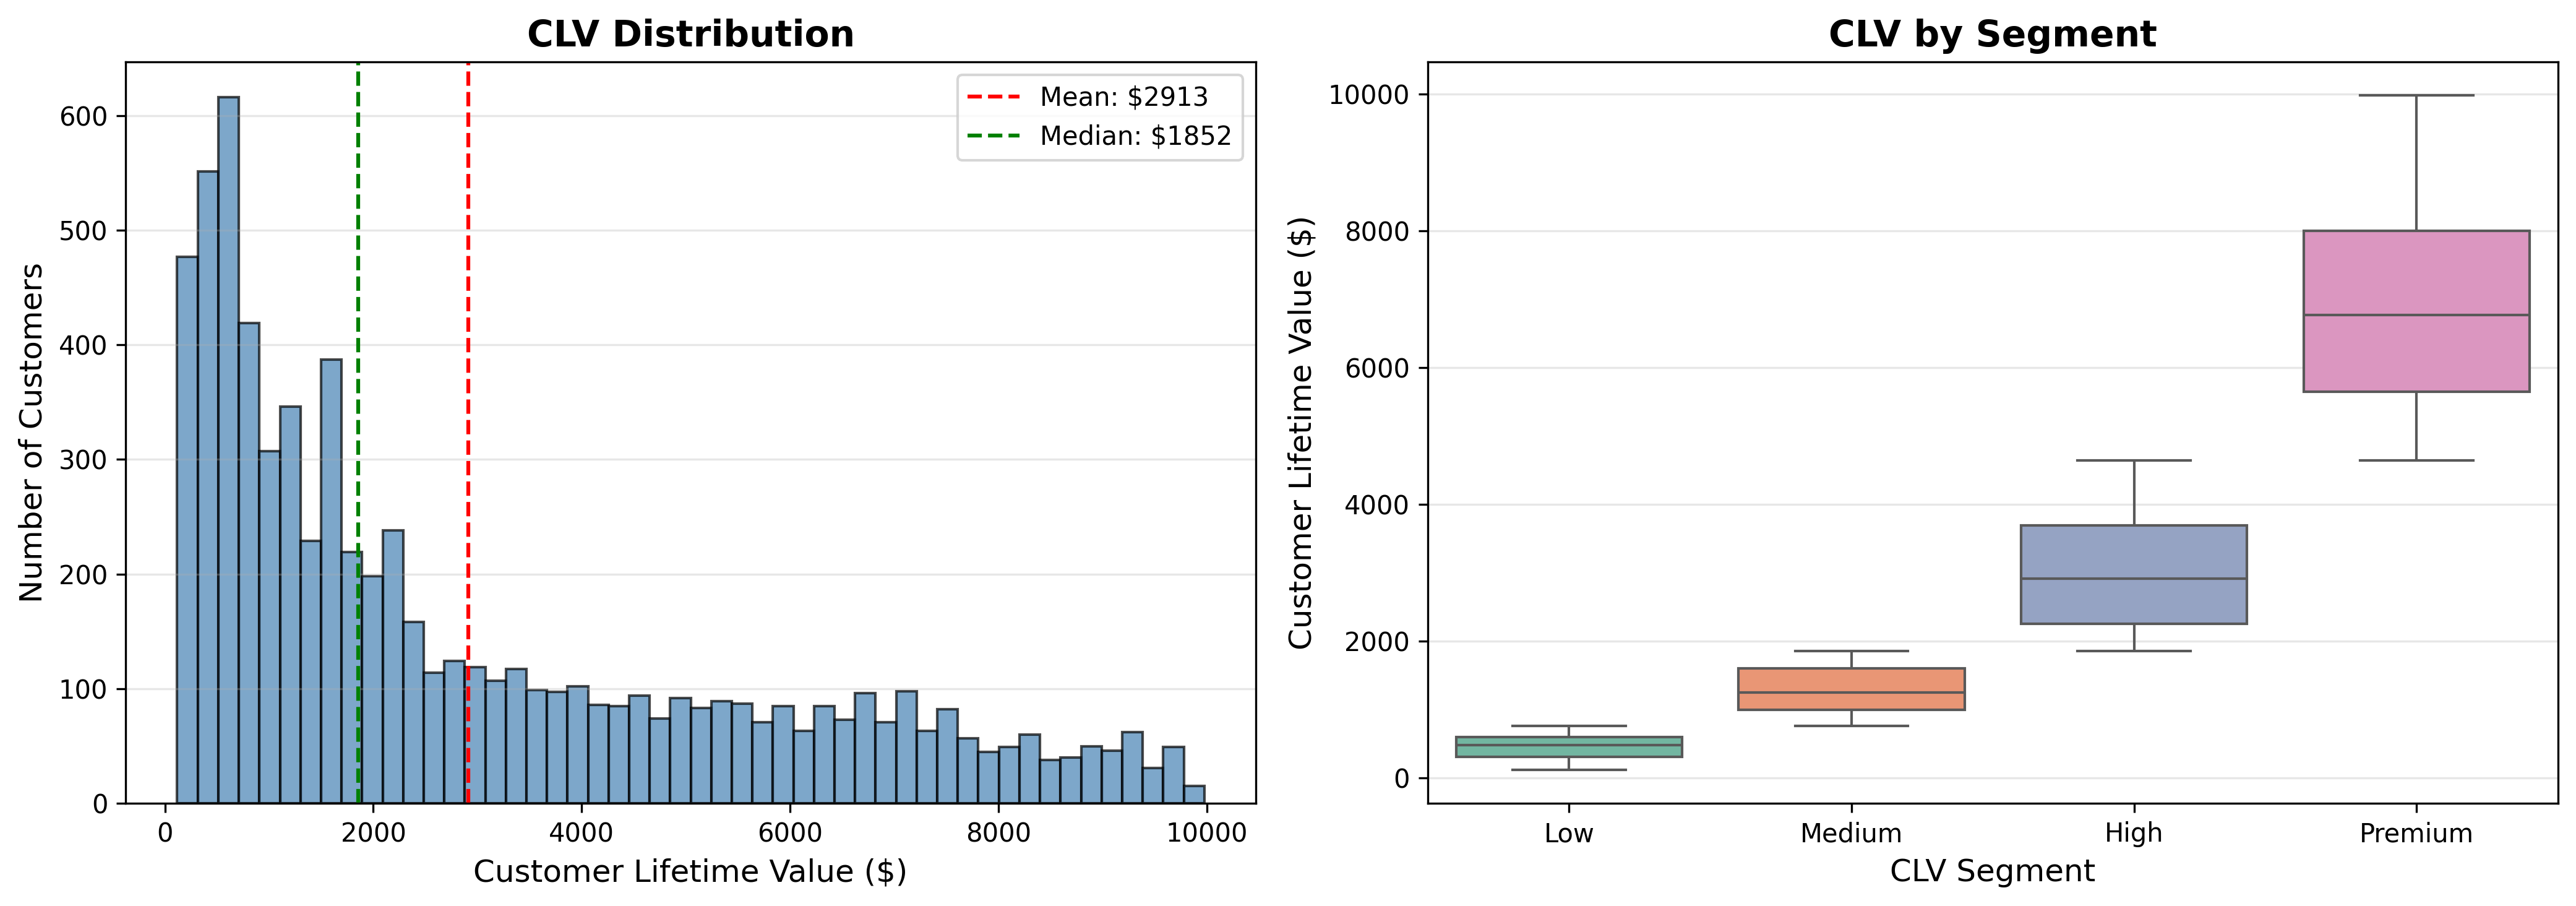 CLV Distribution
Mean: $2913
Median: $1852
600
500
400
300
200
100
0
Number of Customers
0 2000 4000 6000 8000 10000
Customer Lifetime Value ($)
CLV by Segment
10000
8000
6000
4000
2000
0
Customer Lifetime Value ($)
Low Medium High Premium
CLV Segment